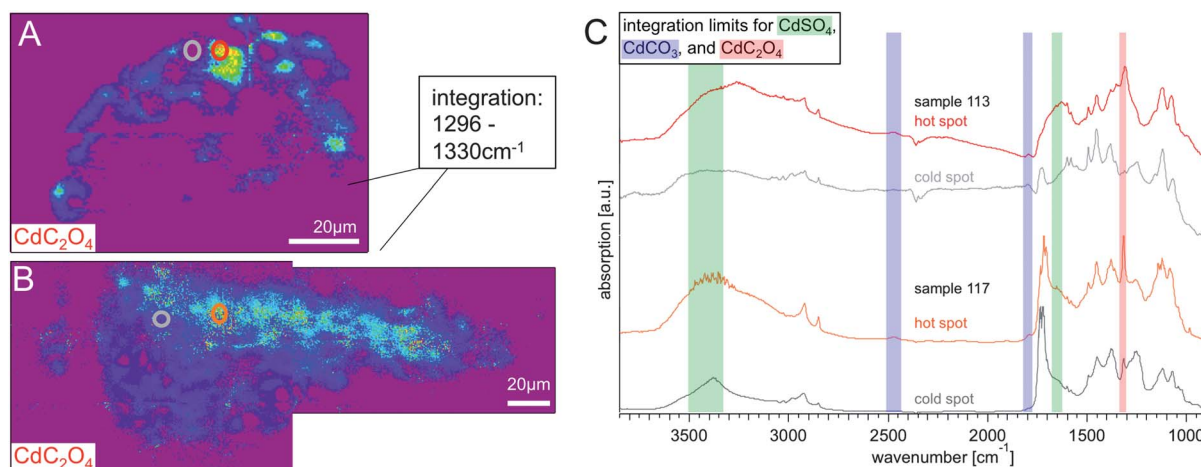 A
CdC₂O₄
20µm
integration:
1296 -
1330cm⁻¹
B
CdC₂O₄
20µm
C
integration limits for CdSO₄,
CdCO₃, and CdC₂O₄
absorption [a.u.]
sample 113
hot spot
cold spot
sample 117
hot spot
cold spot
3500 3000 2500 2000 1500 1000
wavenumber [cm⁻¹]